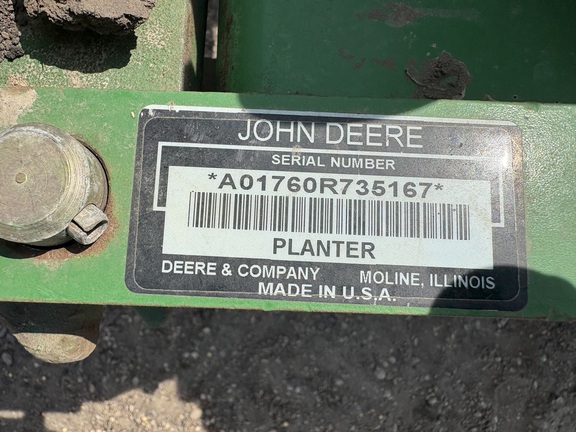 JOHN DEERE
SERIAL NUMBER
*A01760R735167*
PLANTER
DEERE & COMPANY MOLINE, ILLINOIS
MADE IN U.S.A.